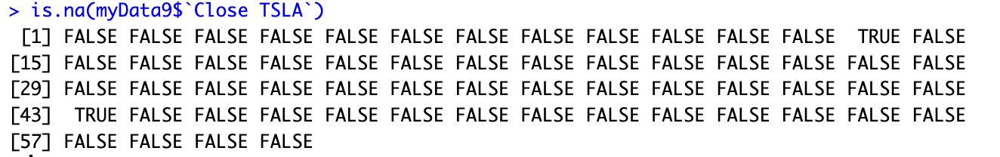 > is.na(myData9$`Close TSLA`)
[1] FALSE FALSE FALSE FALSE FALSE FALSE FALSE FALSE FALSE FALSE FALSE FALSE TRUE FALSE
[15] FALSE FALSE FALSE FALSE FALSE FALSE FALSE FALSE FALSE FALSE FALSE FALSE FALSE FALSE
[29] FALSE FALSE FALSE FALSE FALSE FALSE FALSE FALSE FALSE FALSE FALSE FALSE FALSE FALSE
[43] TRUE FALSE FALSE FALSE FALSE FALSE FALSE FALSE FALSE FALSE FALSE FALSE FALSE FALSE
[57] FALSE FALSE FALSE FALSE